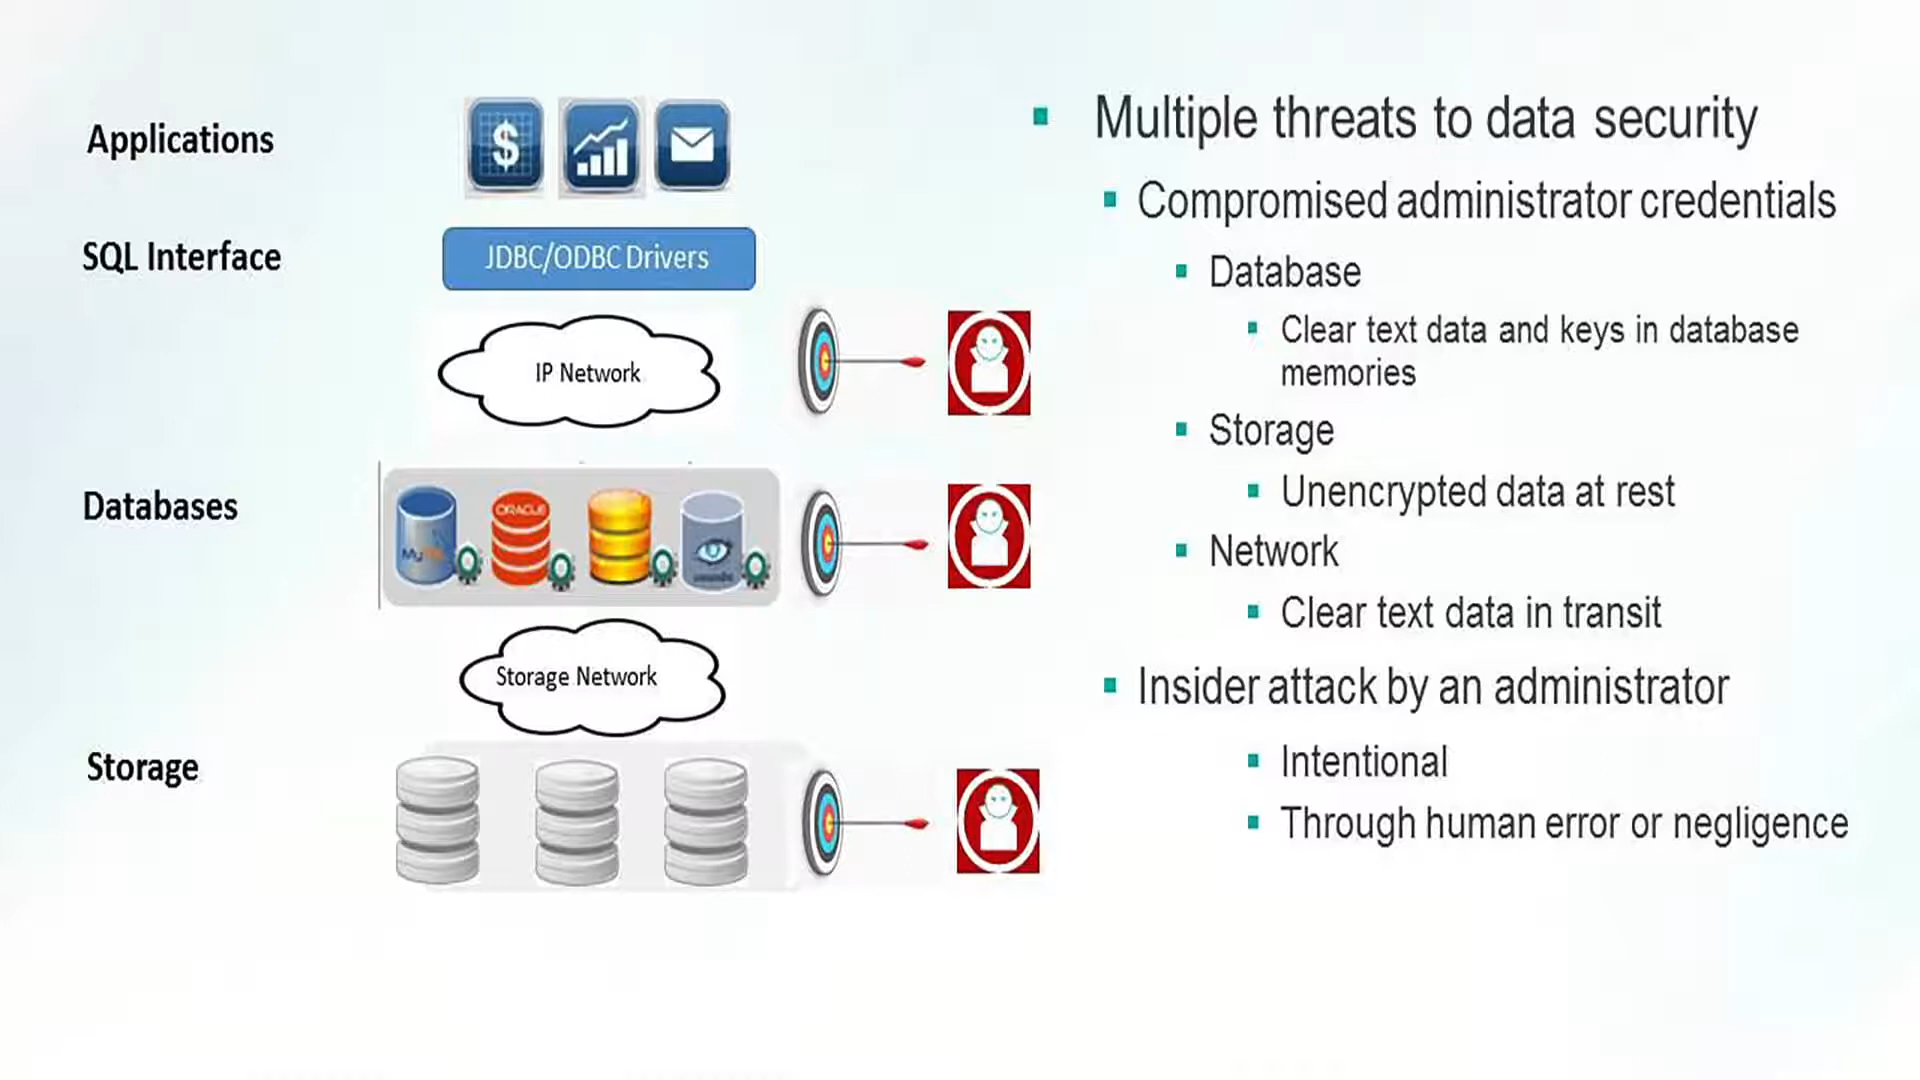 Applications
SQL Interface
JDBC/ODBC Drivers
IP Network
Databases
ORACLE
Storage Network
Storage
Multiple threats to data security
Compromised administrator credentials
Database
Clear text data and keys in database
memories
Storage
Unencrypted data at rest
Network
Clear text data in transit
Insider attack by an administrator
Intentional
Through human error or negligence